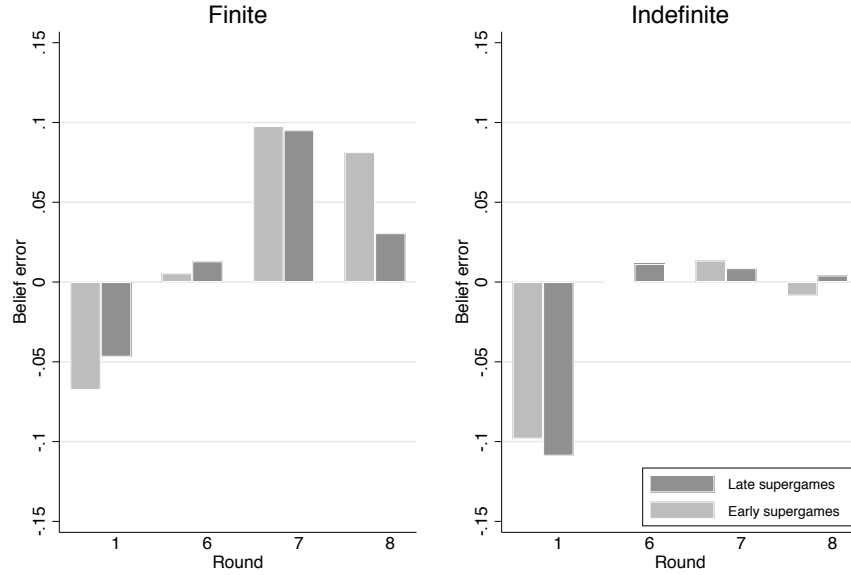 Finite
Belief error
.15
.1
.05
0
-.05
-.1
-.15
1 6 7 8
Round
Indefinite
Belief error
.15
.1
.05
0
-.05
-.1
-.15
1 6 7 8
Round
Late supergames
Early supergames